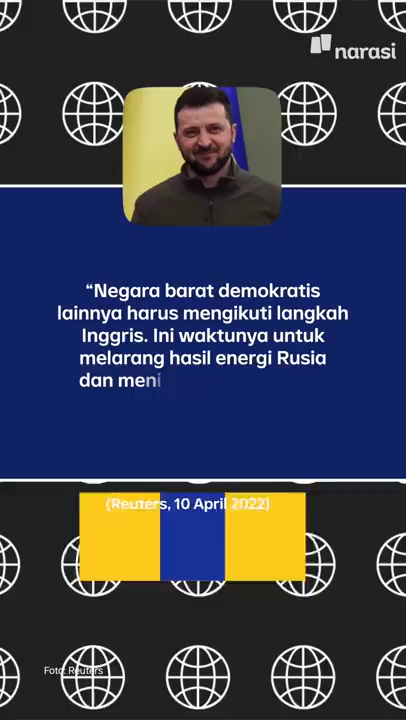 narasi
“Negara barat demokratis
lainnya harus mengikuti langkah
Inggris. Ini waktunya untuk
melarang hasil energi Rusia
dan meni
(Reuters, 10 April 2022)
Foto: Reuters